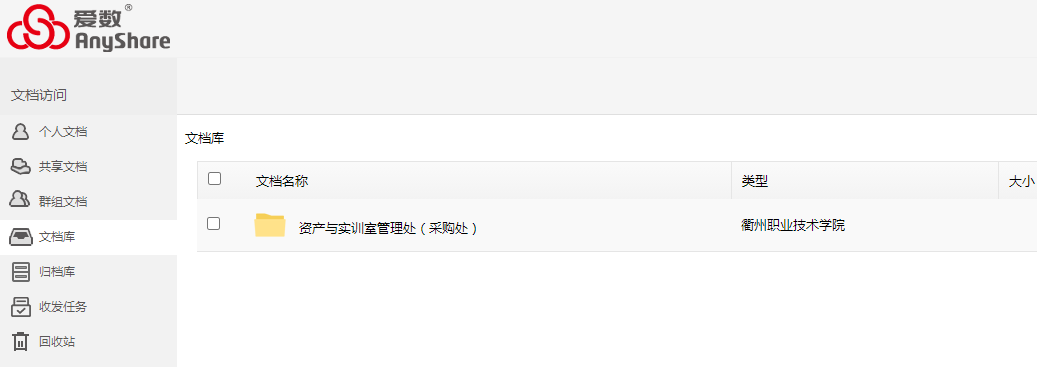 爱数®
AnyShare
文档访问
个人文档
共享文档
群组文档
文档库
归档库
收发任务
回收站
文档库
文档名称 类型 大小
资产与实训室管理处（采购处） 衢州职业技术学院